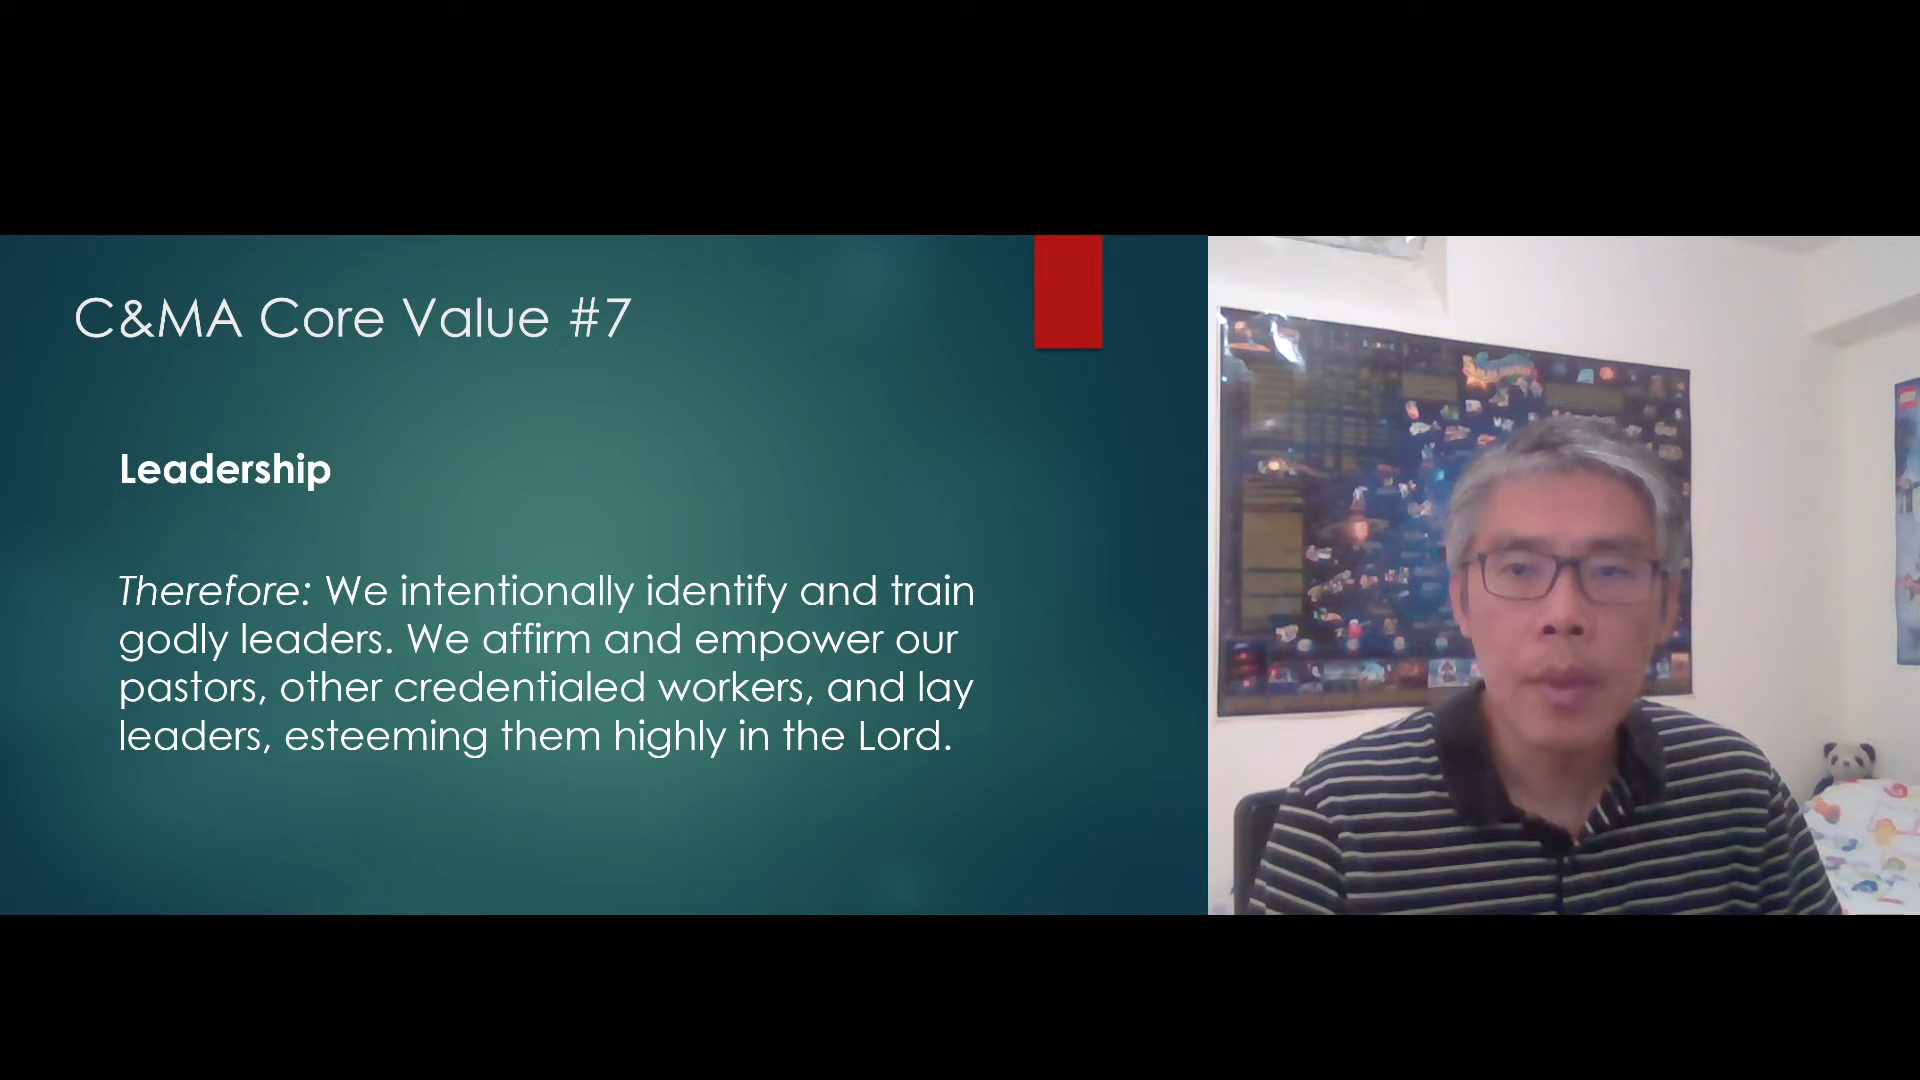 C&MA Core Value #7
Leadership
Therefore: We intentionally identify and train
godly leaders. We affirm and empower our
pastors, other credentialed workers, and lay
leaders, esteeming them highly in the Lord.